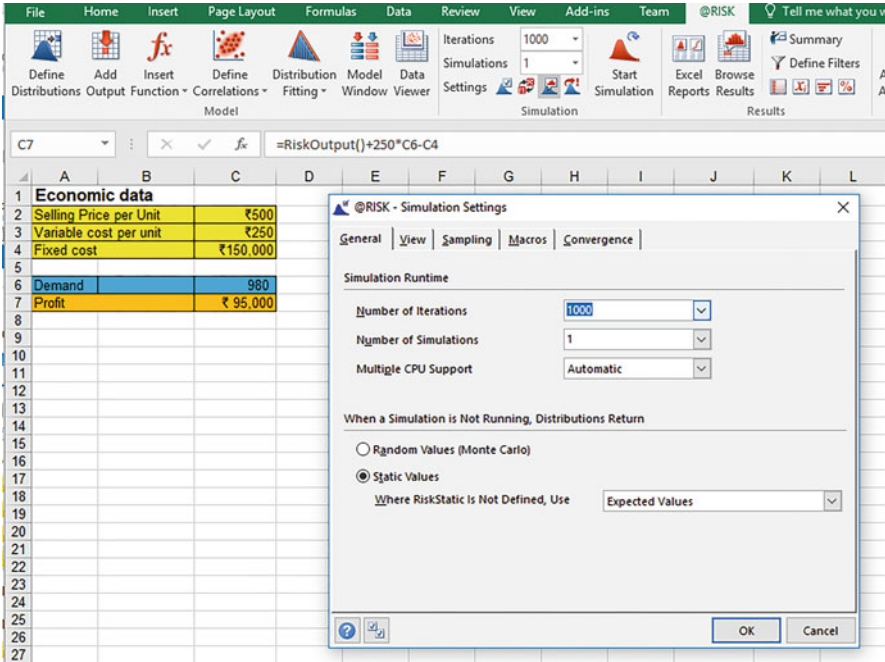 File Home Insert Page Layout Formulas Data Review View Add-ins Team @RISK Tell me what you
Define Distributions
Add Output
Insert Function
Define Correlations
Distribution Fitting
Model Window
Data Viewer
Model
Iterations 1000
Simulations 1
Settings
Start Simulation
Simulation
Excel Reports
Browse Results
Summary
Define Filters
Results
C7 fx =RiskOutput()+250*C6-C4
A B C D E F G H I J K L
1 Economic data
2 Selling Price per Unit ₹500
3 Variable cost per unit ₹250
4 Fixed cost ₹150,000
5
6 Demand 980
7 Profit ₹ 95,000
8
9
10
11
12
13
14
15
16
17
18
19
20
21
22
23
24
25
26
27
@RISK - Simulation Settings
General View Sampling Macros Convergence
Simulation Runtime
Number of Iterations 1000
Number of Simulations 1
Multiple CPU Support Automatic
When a Simulation is Not Running, Distributions Return
Random Values (Monte Carlo)
Static Values
Where RiskStatic Is Not Defined, Use Expected Values
OK Cancel